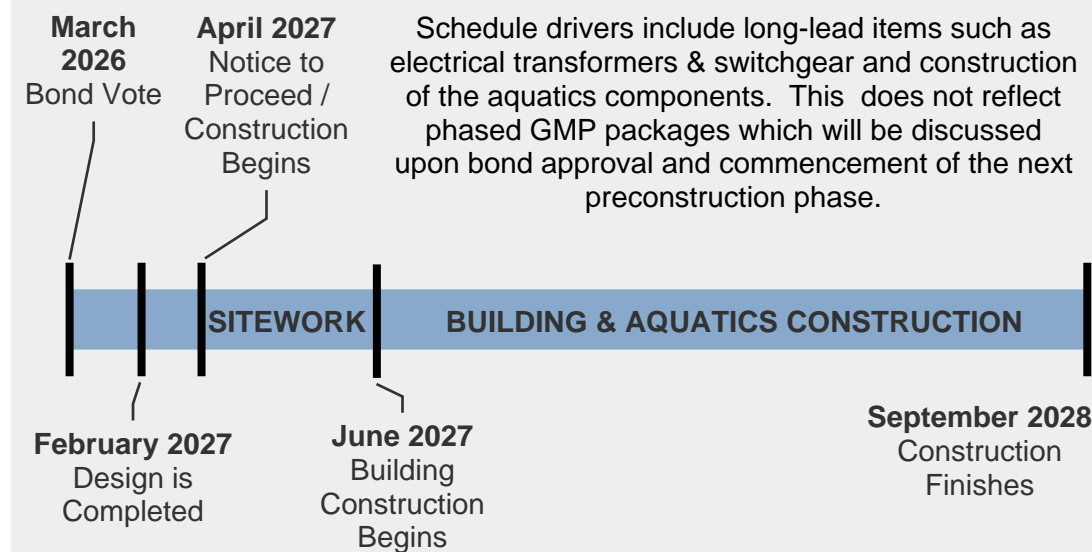 March
2026
Bond Vote
April 2027
Notice to
Proceed /
Construction
Begins
Schedule drivers include long-lead items such as
electrical transformers & switchgear and construction
of the aquatics components.  This  does not reflect
phased GMP packages which will be discussed
upon bond approval and commencement of the next
preconstruction phase.
SITEWORK
BUILDING & AQUATICS CONSTRUCTION
February 2027
Design is
Completed
June 2027
Building
Construction
Begins
September 2028
Construction
Finishes